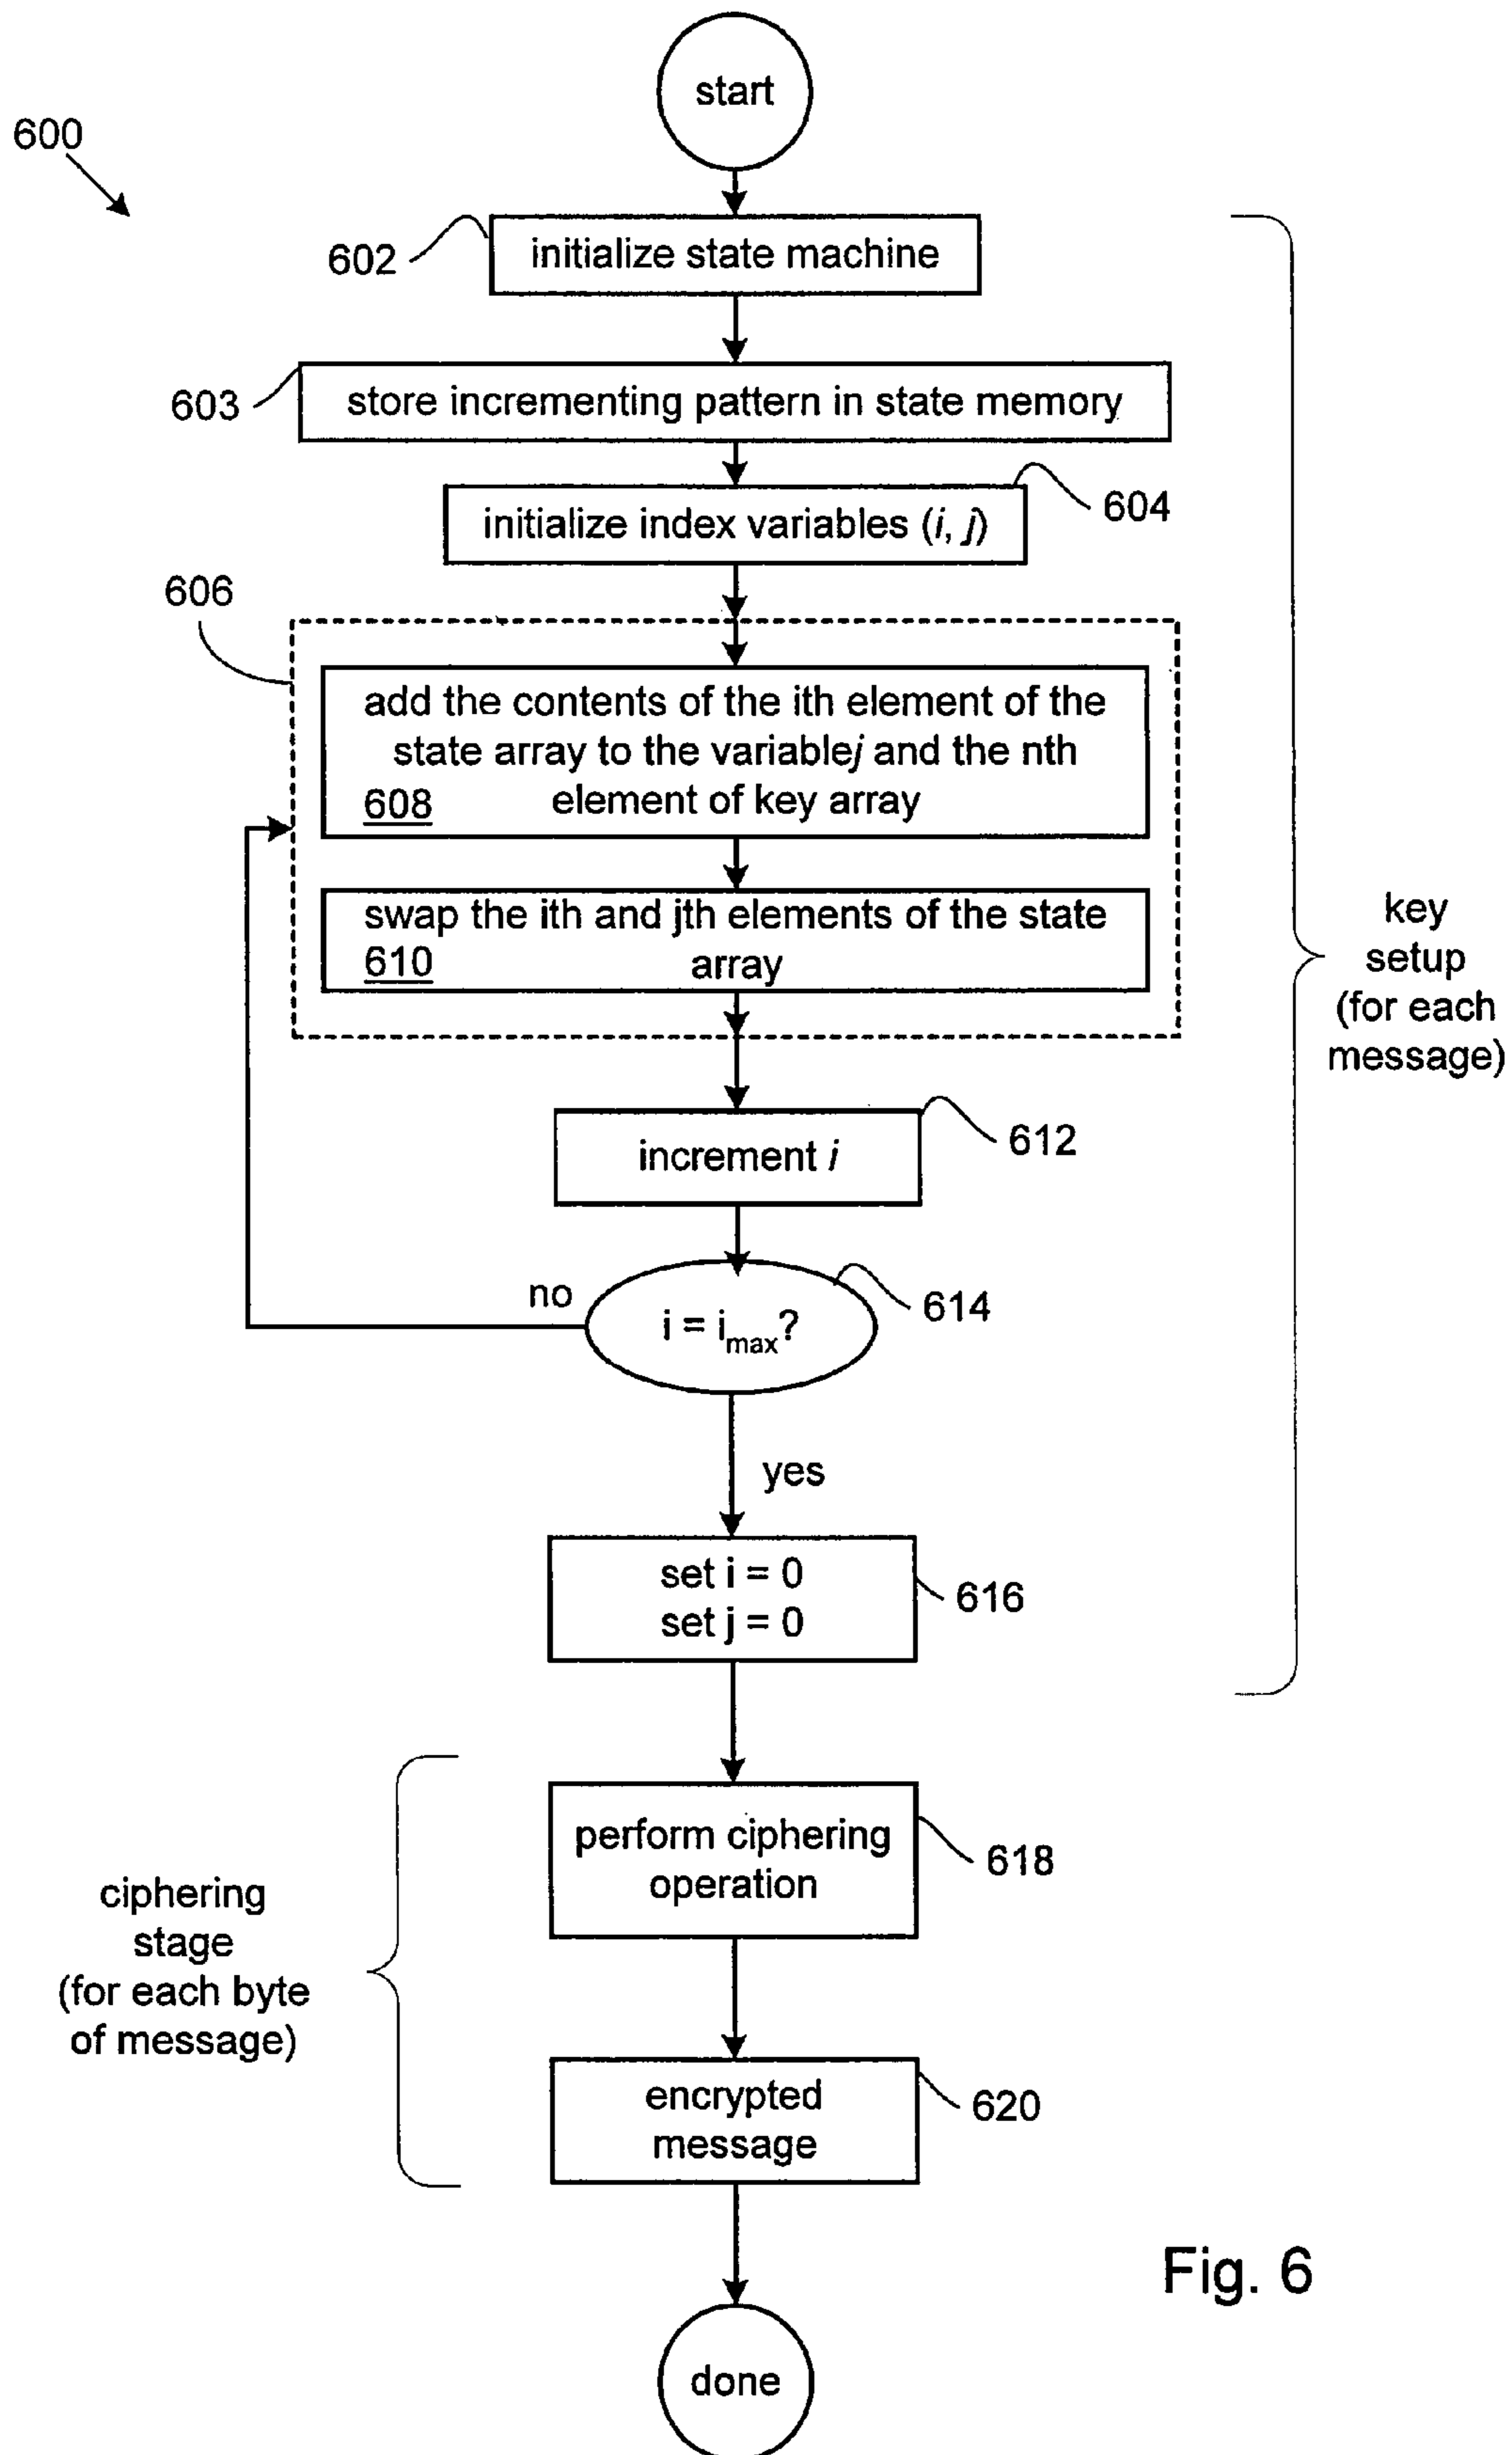 start
600
602
initialize state machine
603
store incrementing pattern in state memory
604
initialize index variables (i, j)
606
add the contents of the ith element of the
state array to the variablej and the nth
608 element of key array
swap the ith and jth elements of the state
610 array
key
setup
(for each
message)
increment i
612
no
i = imax?
614
yes
set i = 0
set j = 0
616
perform ciphering
operation
618
ciphering
stage
(for each byte
of message)
encrypted
message
620
Fig. 6
done